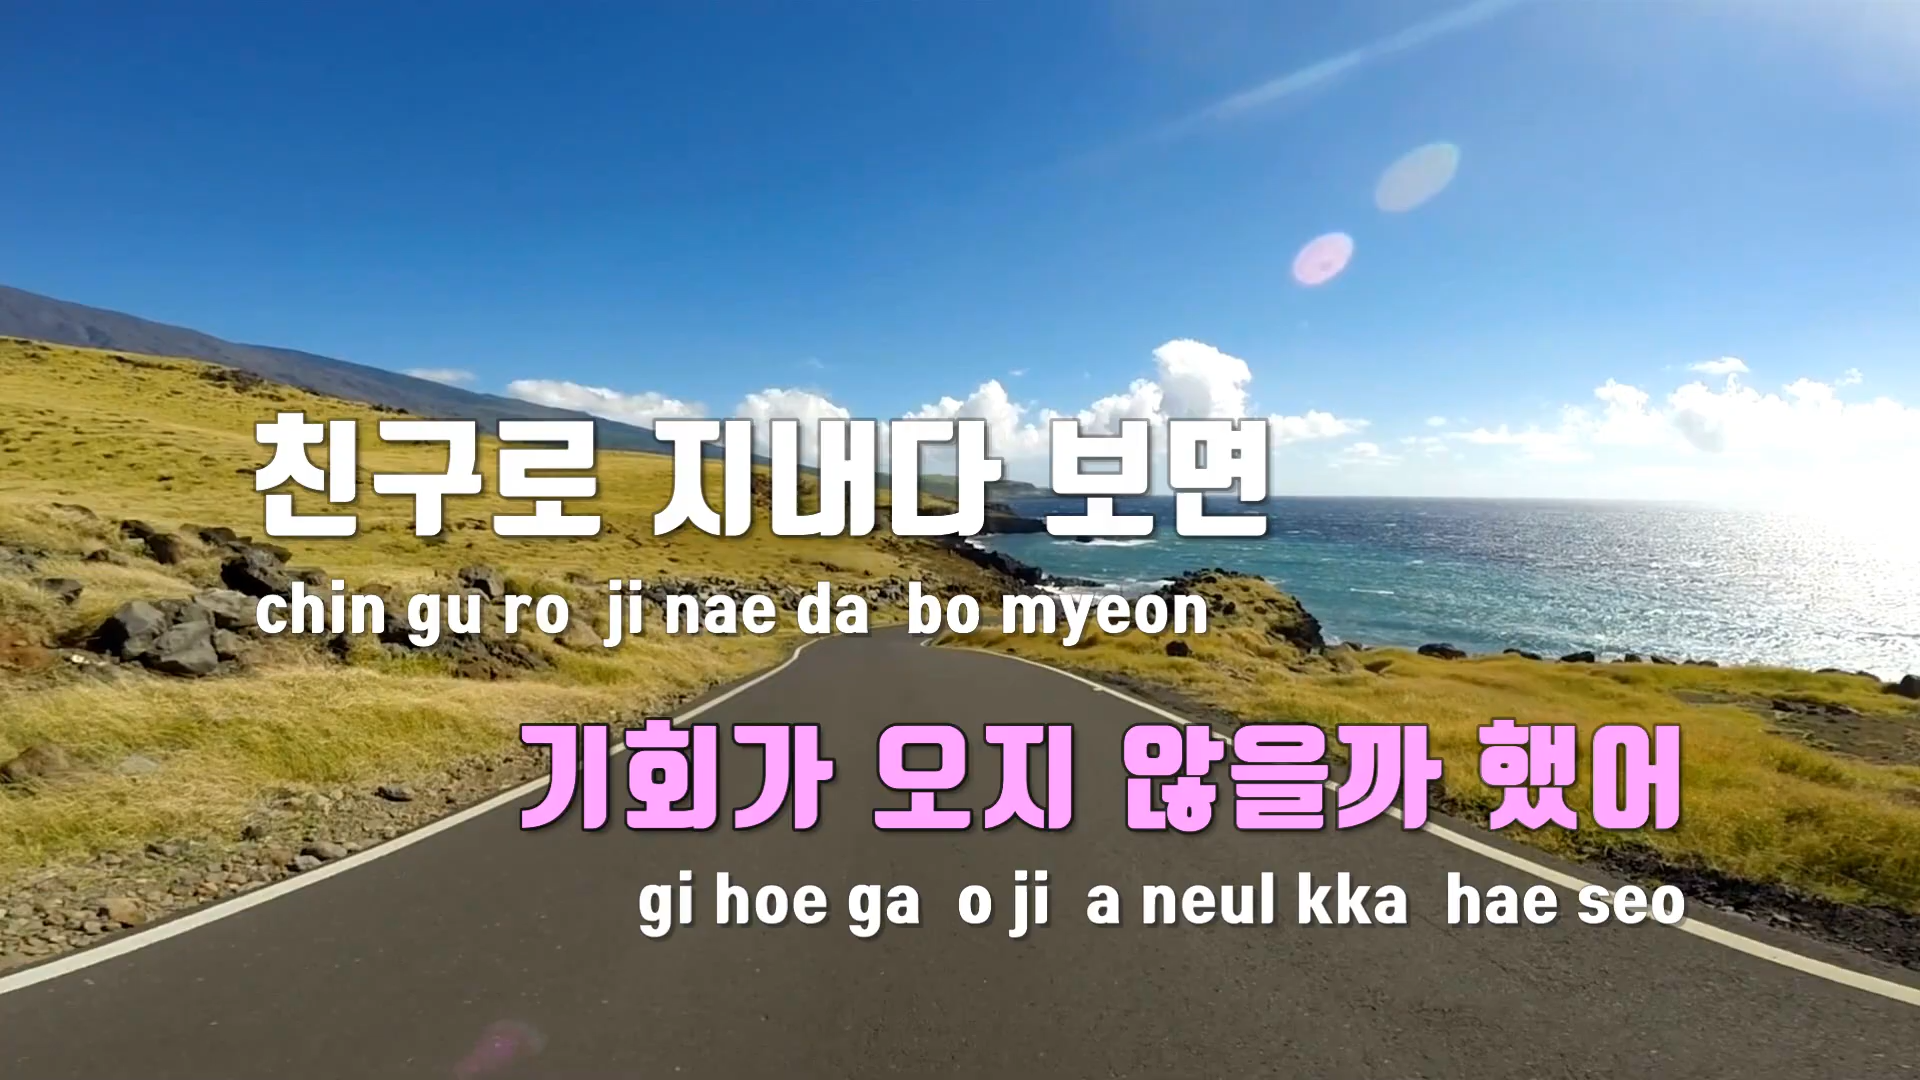 친구로 지내다 보면
chin gu ro ji nae da bo myeon
기회가 오지 않을까 했어
gi hoe ga o ji a neul kka hae seo